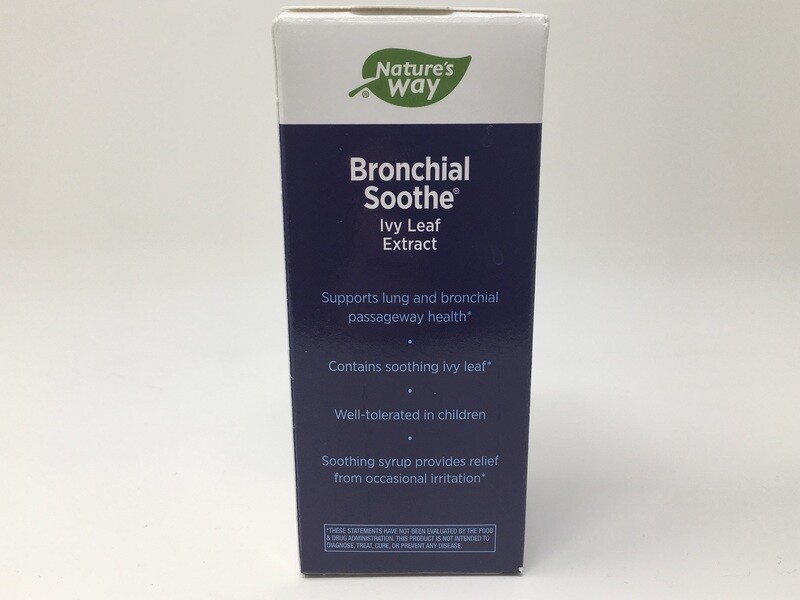 Nature's
Way®
Bronchial
Soothe®
Ivy Leaf
Extract
Supports lung and bronchial
passageway health*
•
Contains soothing ivy leaf*
•
Well-tolerated in children
•
Soothing syrup provides relief
from occasional irritation*
*THESE STATEMENTS HAVE NOT BEEN EVALUATED BY THE FOOD
& DRUG ADMINISTRATION. THIS PRODUCT IS NOT INTENDED TO
DIAGNOSE, TREAT, CURE, OR PREVENT ANY DISEASE.